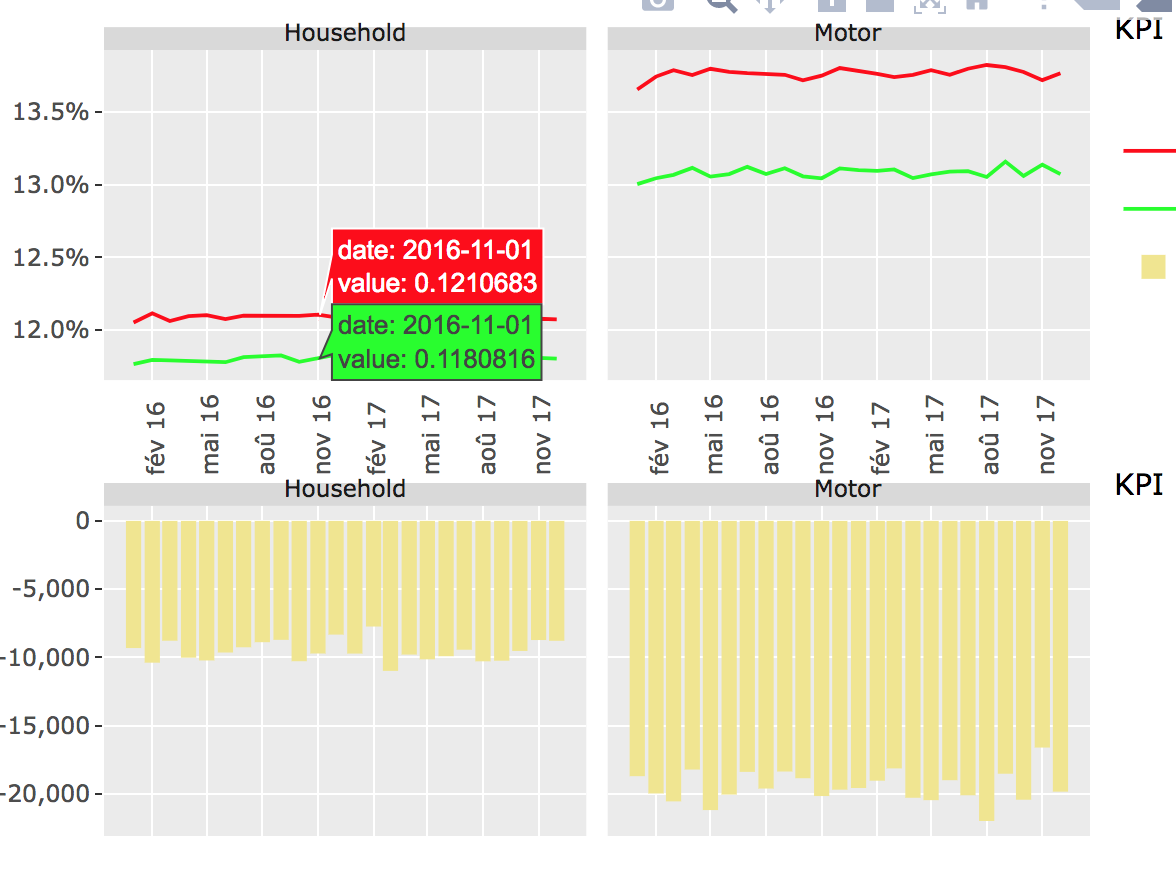 Household
Motor
KPI
13.5%
13.0%
12.5%
12.0%
date: 2016-11-01
value: 0.1210683
date: 2016-11-01
value: 0.1180816
fév 16
mai 16
aoû 16
nov 16
fév 17
mai 17
aoû 17
nov 17
fév 16
mai 16
aoû 16
nov 16
fév 17
mai 17
aoû 17
nov 17
Household
Motor
KPI
0
-5,000
-10,000
-15,000
-20,000